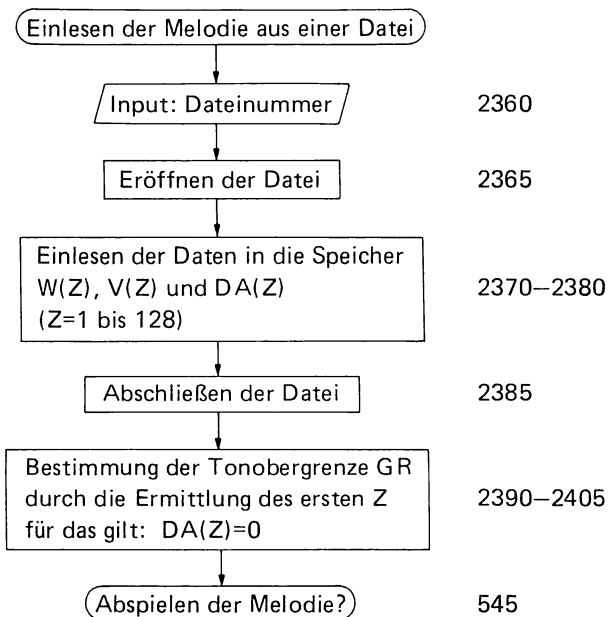 Einlesen der Melodie aus einer Datei
Input: Dateinummer 2360
Eröffnen der Datei 2365
Einlesen der Daten in die Speicher
W(Z), V(Z) und DA(Z) 2370–2380
(Z=1 bis 128)
Abschließen der Datei 2385
Bestimmung der Tonobergrenze GR
durch die Ermittlung des ersten Z 2390–2405
für das gilt: DA(Z)=0
Abspielen der Melodie? 545